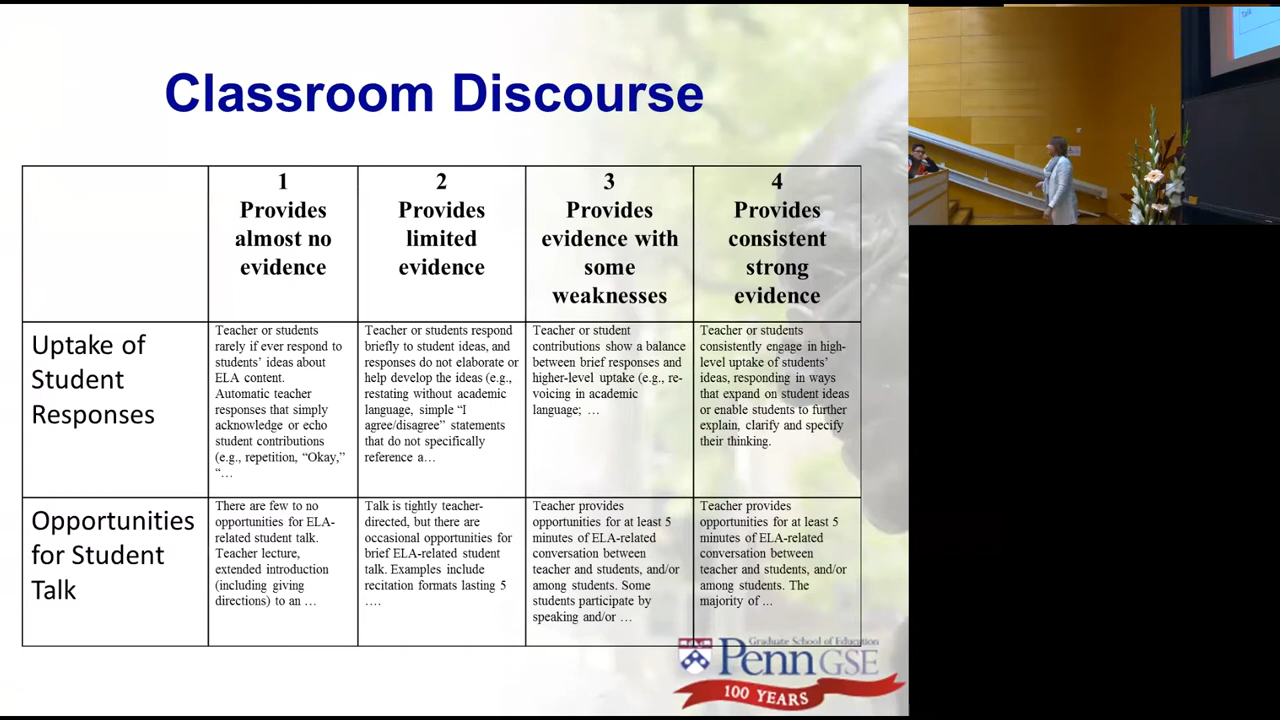 Classroom Discourse
1
Provides
almost no
evidence
2
Provides
limited
evidence
3
Provides
evidence with
some
weaknesses
4
Provides
consistent
strong
evidence
Uptake of
Student
Responses
Teacher or students
rarely if ever respond to
students’ ideas about
ELA content.
Automatic teacher
responses that simply
acknowledge or echo
student contributions
(e.g., repetition, “Okay,”
“…
Teacher or students respond
briefly to student ideas, and
responses do not elaborate or
help develop the ideas (e.g.,
restating without academic
language, simple “I
agree/disagree” statements
that do not specifically
reference a…
Teacher or student
contributions show a balance
between brief responses and
higher-level uptake (e.g., re-
voicing in academic
language; …
Teacher or students
consistently engage in high-
level uptake of students’
ideas, responding in ways
that expand on student ideas
or enable students to further
explain, clarify and specify
their thinking.
Opportunities
for Student
Talk
There are few to no
opportunities for ELA-
related student talk.
Teacher lecture,
extended introduction
(including giving
directions) to an …
Talk is tightly teacher-
directed, but there are
occasional opportunities for
brief ELA-related student
talk. Examples include
recitation formats lasting 5
….
Teacher provides
opportunities for at least 5
minutes of ELA-related
conversation between
teacher and students, and/or
among students. Some
students participate by
speaking and/or …
Teacher provides
opportunities for at least 5
minutes of ELA-related
conversation between
teacher and students, and/or
among students. The
majority of ...
Graduate School of Education
Penn GSE
100 YEARS
Talk